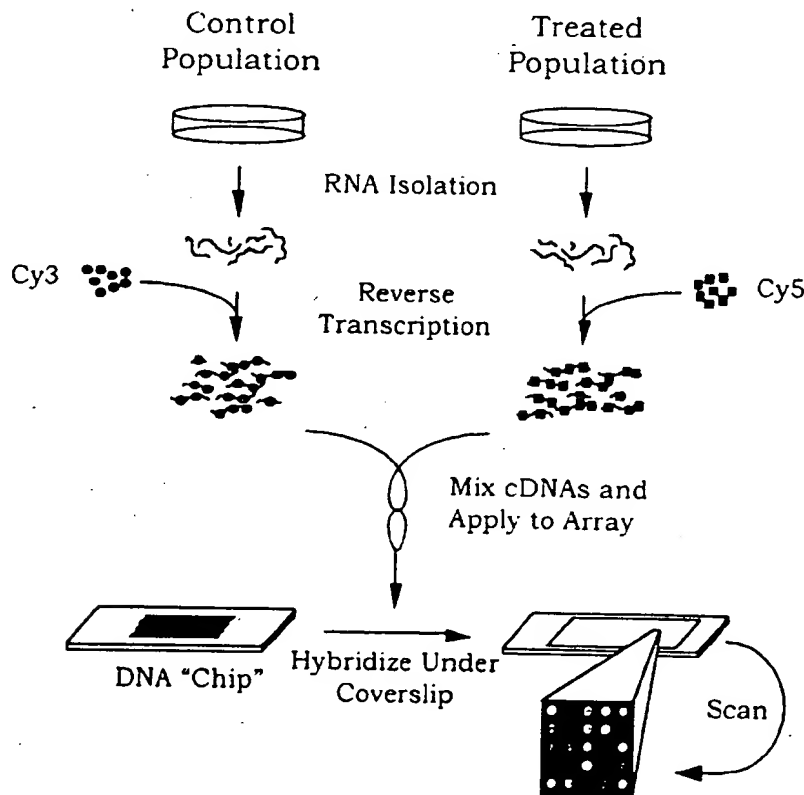 Control
Population
Treated
Population
RNA Isolation
Cy3
Reverse
Transcription
Cy5
Mix cDNAs and
Apply to Array
DNA "Chip"
Hybridize Under
Coverslip
Scan